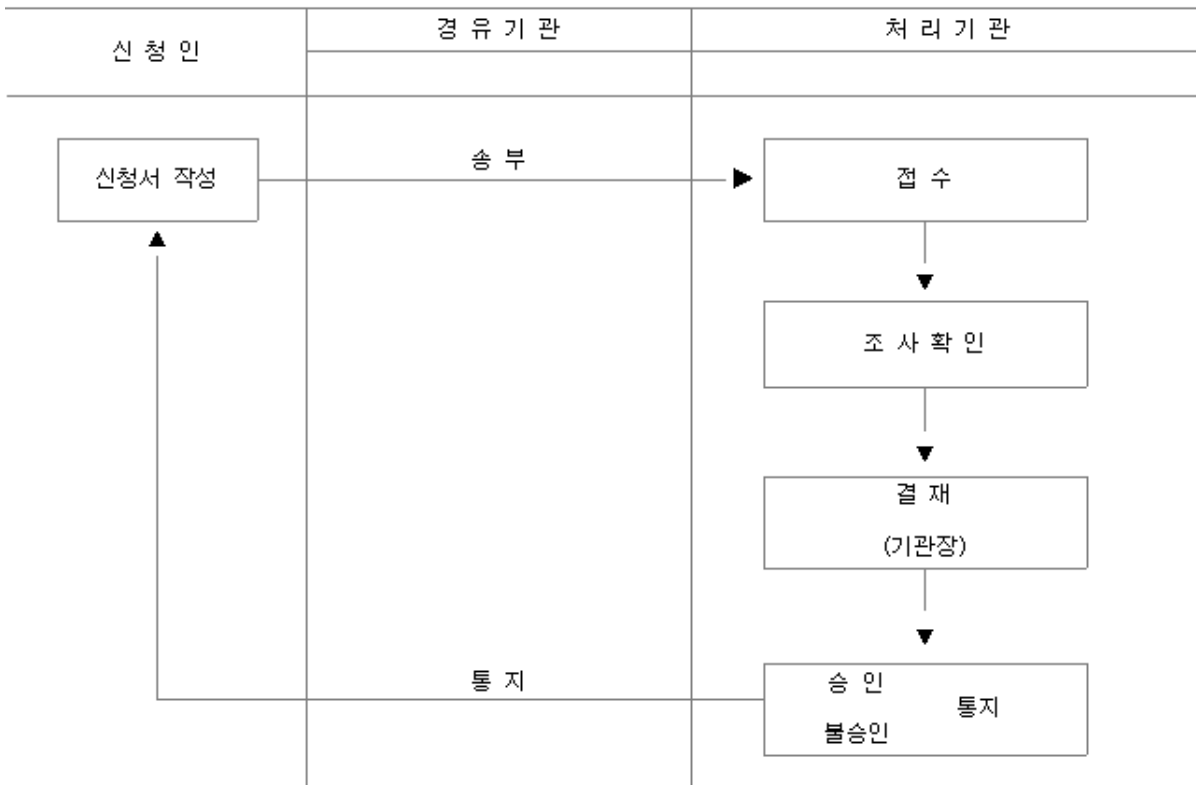 신 청 인
경 유 기 관
처 리 기 관
신청서 작성
송 부
접 수
조 사 확 인
결 재
(기관장)
통 지
승 인
불승인
통지